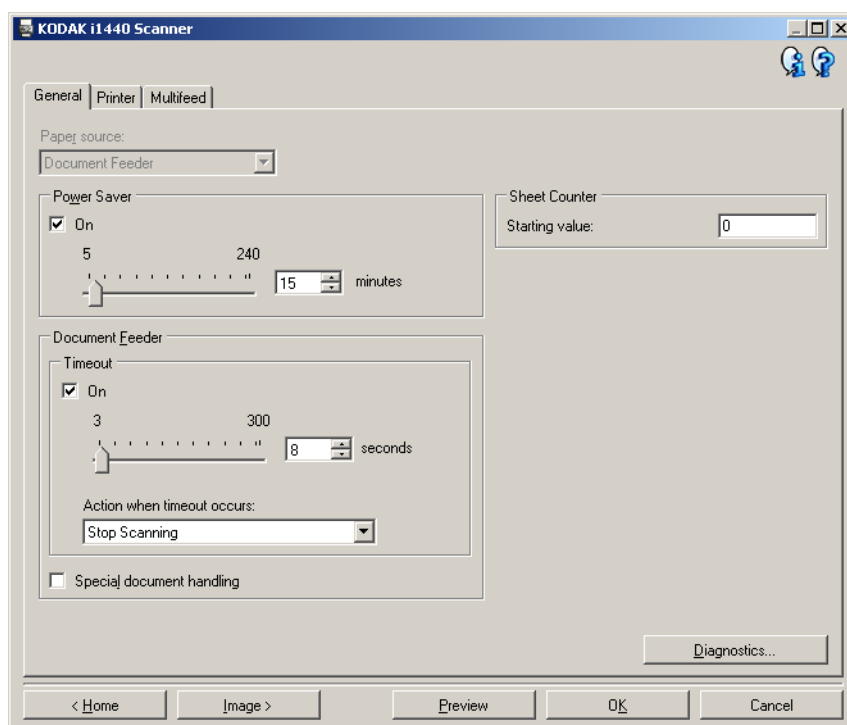 KODAK i1440 Scanner
General Printer Multifeed
Paper source:
Document Feeder
Power Saver
On
5 240
15 minutes
Sheet Counter
Starting value: 0
Document Feeder
Timeout
On
3 300
8 seconds
Action when timeout occurs:
Stop Scanning
Special document handling
Diagnostics...
< Home Image > Preview OK Cancel